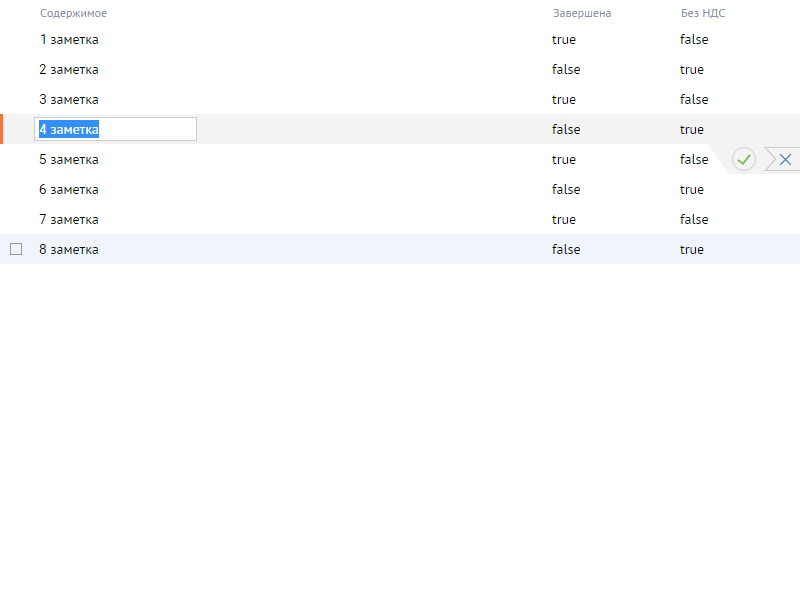 Содержимое Завершена Без НДС
1 заметка true false
2 заметка false true
3 заметка true false
4 заметка false true
5 заметка true false
6 заметка false true
7 заметка true false
8 заметка false true